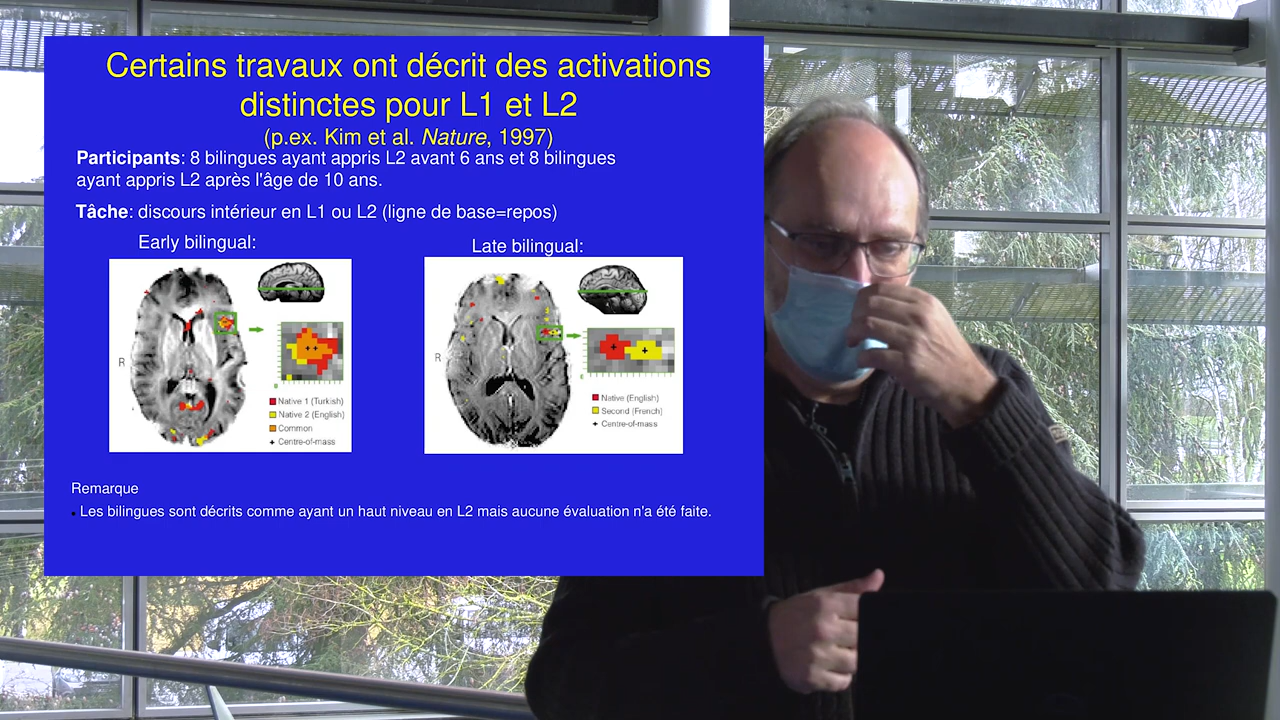 Certains travaux ont décrit des activations
distinctes pour L1 et L2
(p.ex. Kim et al. Nature, 1997)
Participants: 8 bilingues ayant appris L2 avant 6 ans et 8 bilingues
ayant appris L2 après l'âge de 10 ans.
Tâche: discours intérieur en L1 ou L2 (ligne de base=repos)
Early bilingual:
Late bilingual:
R
Native 1 (Turkish)
Native 2 (English)
Common
Centre-of-mass
R
Native (English)
Second (French)
Centre-of-mass
Remarque
• Les bilingues sont décrits comme ayant un haut niveau en L2 mais aucune évaluation n'a été faite.